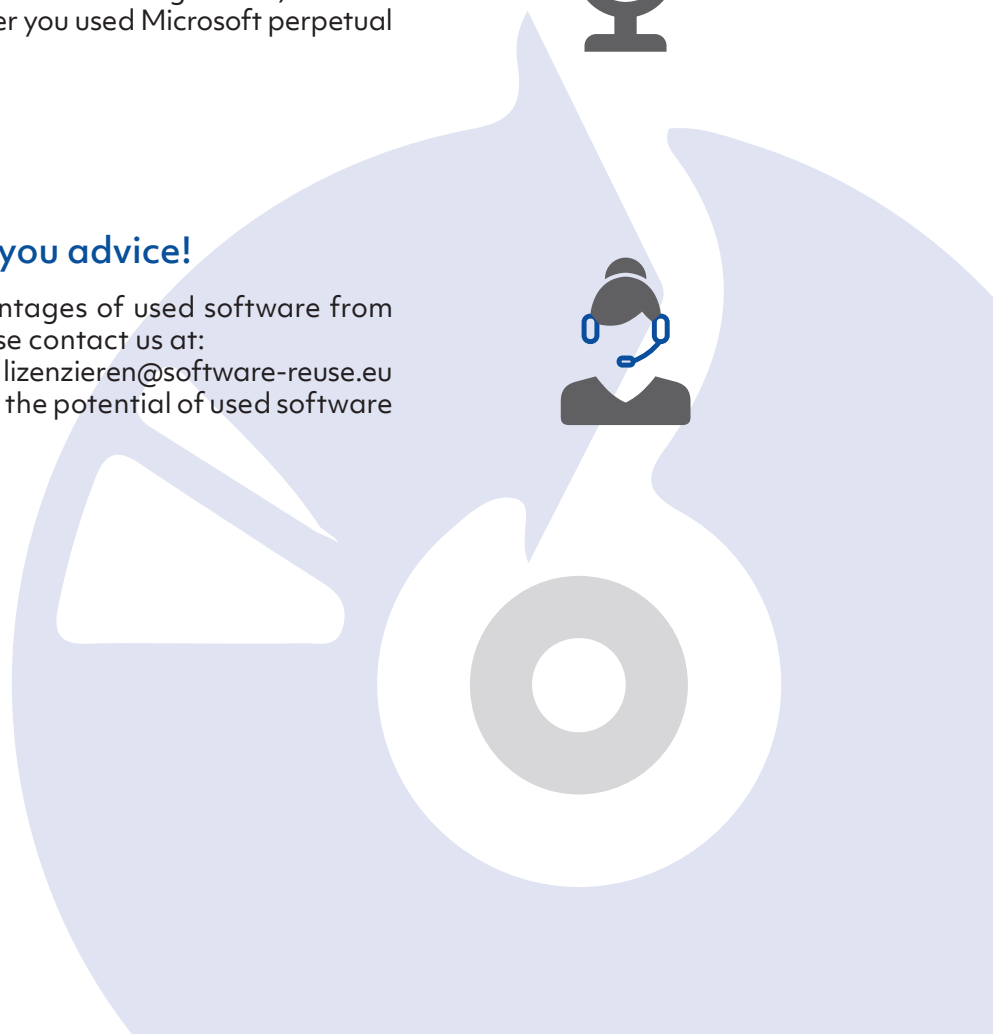 er you used Microsoft perpetual
you advice!
ntages of used software from
se contact us at:
lizenzieren@software-reuse.eu
the potential of used software